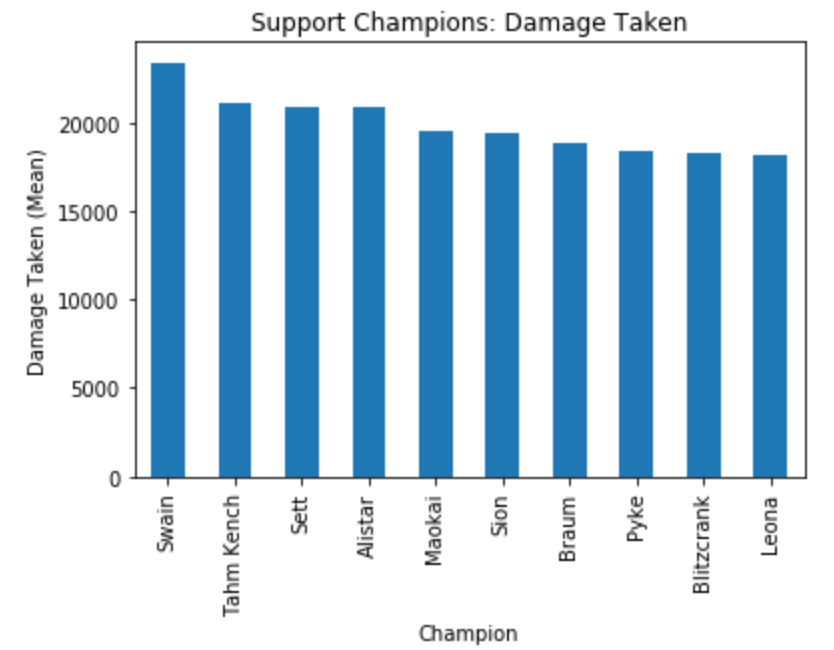 Support Champions: Damage Taken
Damage Taken (Mean)
20000
15000
10000
5000
0
Swain
Tahm Kench
Sett
Alistar
Maokai
Sion
Braum
Pyke
Blitzcrank
Leona
Champion